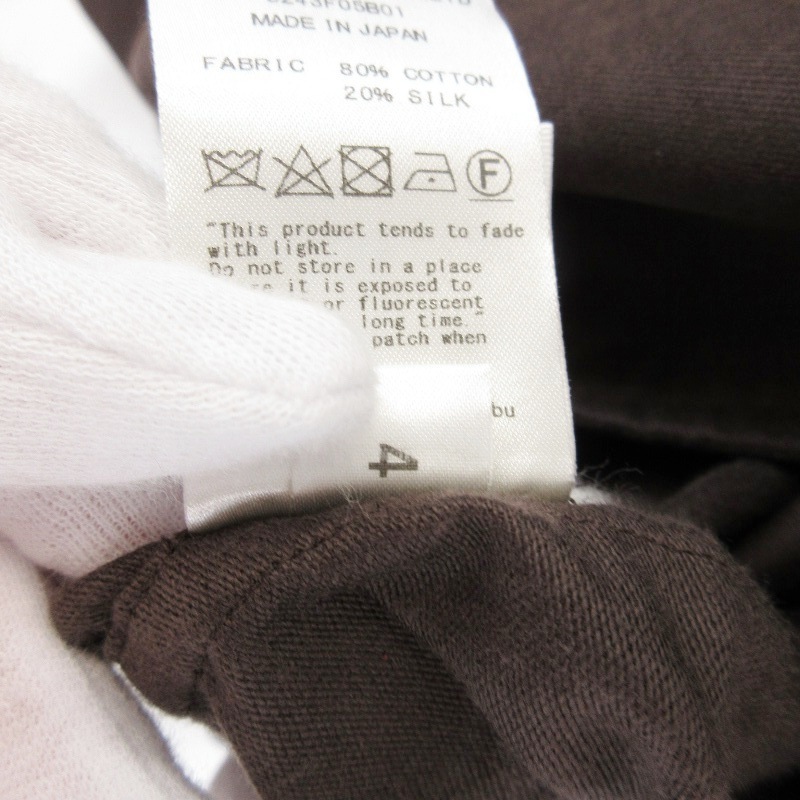 MADE IN JAPAN
FABRIC 80% COTTON
20% SILK
F
"This product tends to fade
with light.
Do not store in a place
it is exposed to
or fluorescent
long time."
patch when
bu
4